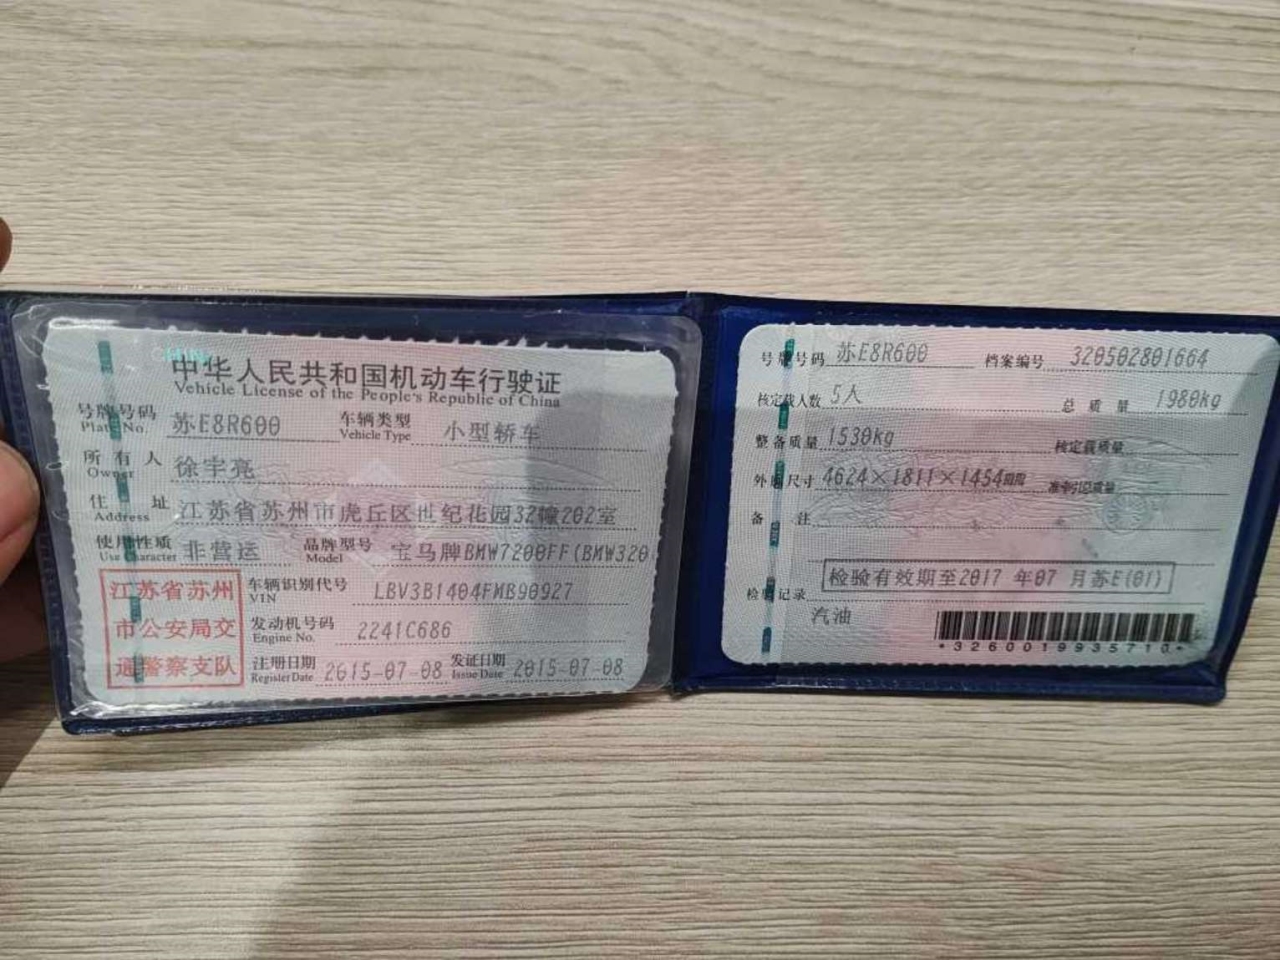 中华人民共和国机动车行驶证
Vehicle License of the People's Republic of China
号牌号码 Plate No. 苏E8R600 车辆类型 Vehicle Type 小型轿车
所有人 Owner 徐宇亮
住址 Address 江苏省苏州市虎丘区世纪花园32幢202室
使用性质 Use Character 非营运 品牌型号 Model 宝马牌BMW7200FF(BMW320
江苏省苏州市公安局交通警察支队
车辆识别代号 VIN LBV3B1404FMB90927
发动机号码 Engine No. 2241C686
注册日期 Register Date 2015-07-08 发证日期 Issue Date 2015-07-08
号牌号码 苏E8R600 档案编号 320502801664
核定载人数 5人 总质量 1980kg
整备质量 1530kg 核定载质量
外廓尺寸 4624×1811×1454mm 准牵引总质量
备注
检验有效期至2017年07月苏E(01)
检验记录
汽油
*3260019935710*